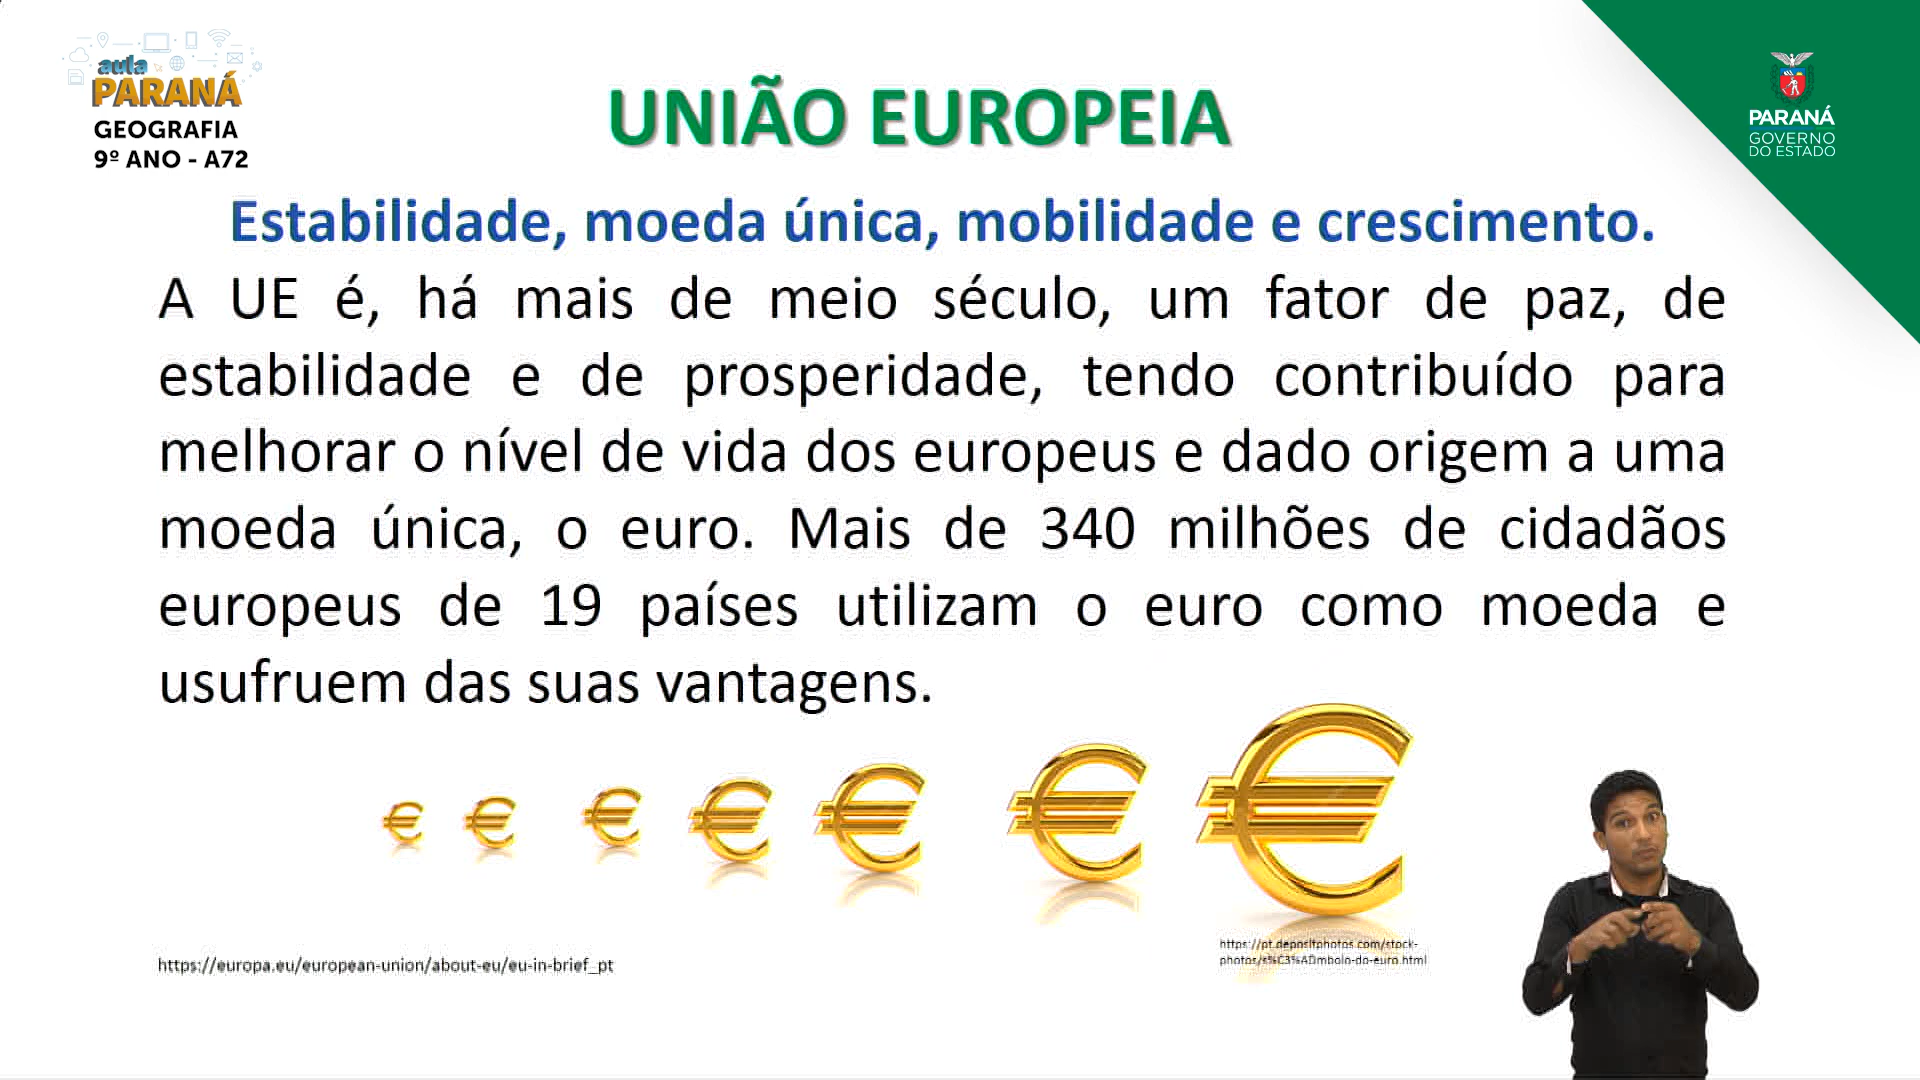 aula
PARANÁ
GEOGRAFIA
9º ANO - A72
UNIÃO EUROPEIA
PARANÁ
GOVERNO
DO ESTADO
Estabilidade, moeda única, mobilidade e crescimento.
A UE é, há mais de meio século, um fator de paz, de
estabilidade e de prosperidade, tendo contribuído para
melhorar o nível de vida dos europeus e dado origem a uma
moeda única, o euro. Mais de 340 milhões de cidadãos
europeus de 19 países utilizam o euro como moeda e
usufruem das suas vantagens.
€ € € € € € €
https://europa.eu/european-union/about-eu/eu-in-brief_pt
https://pt.depositphotos.com/stock-
photos/s%C3%ADmbolo-do-euro.html